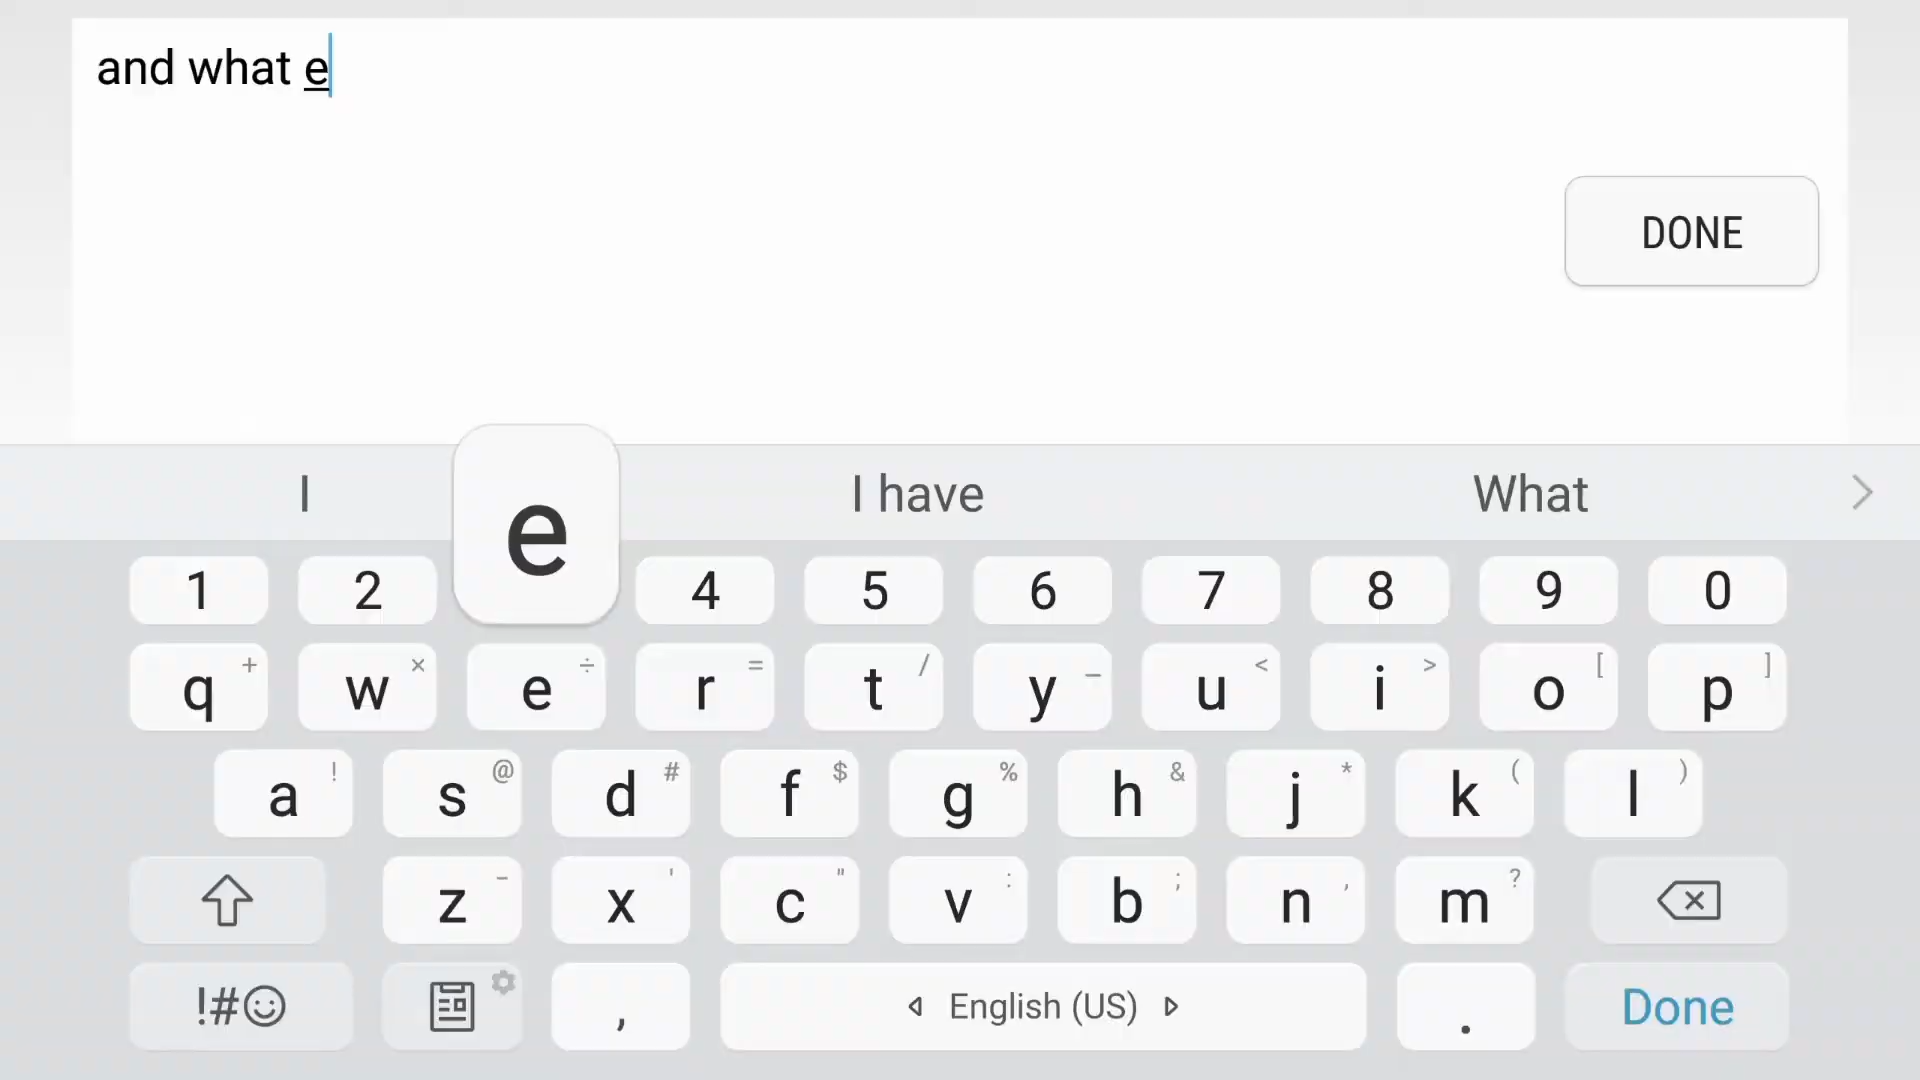 and what e
DONE
I e I have What
1 2 4 5 6 7 8 9 0
q + w × e ÷ r = t / y _ u < i > o [ p ]
a ! s @ d # f $ g % h & j * k ( l )
z - x ' c " v : b ; n , m ?
!# , English (US) . Done